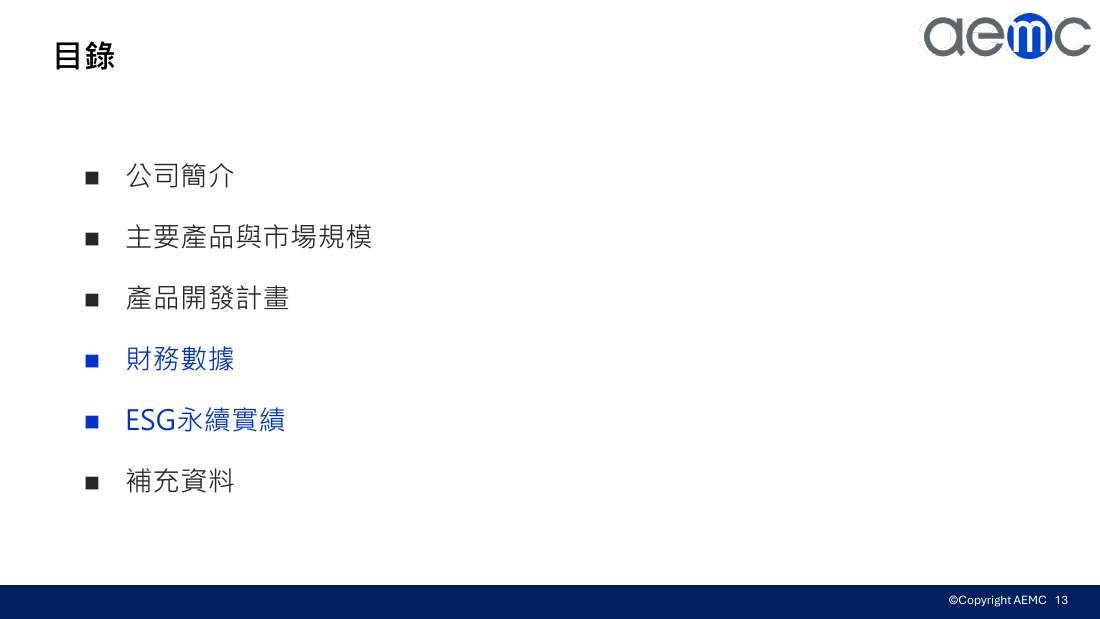 目錄
aemc
■ 公司簡介
■ 主要產品與市場規模
■ 產品開發計畫
■ 財務數據
■ ESG永續實績
■ 補充資料
©Copyright AEMC 13